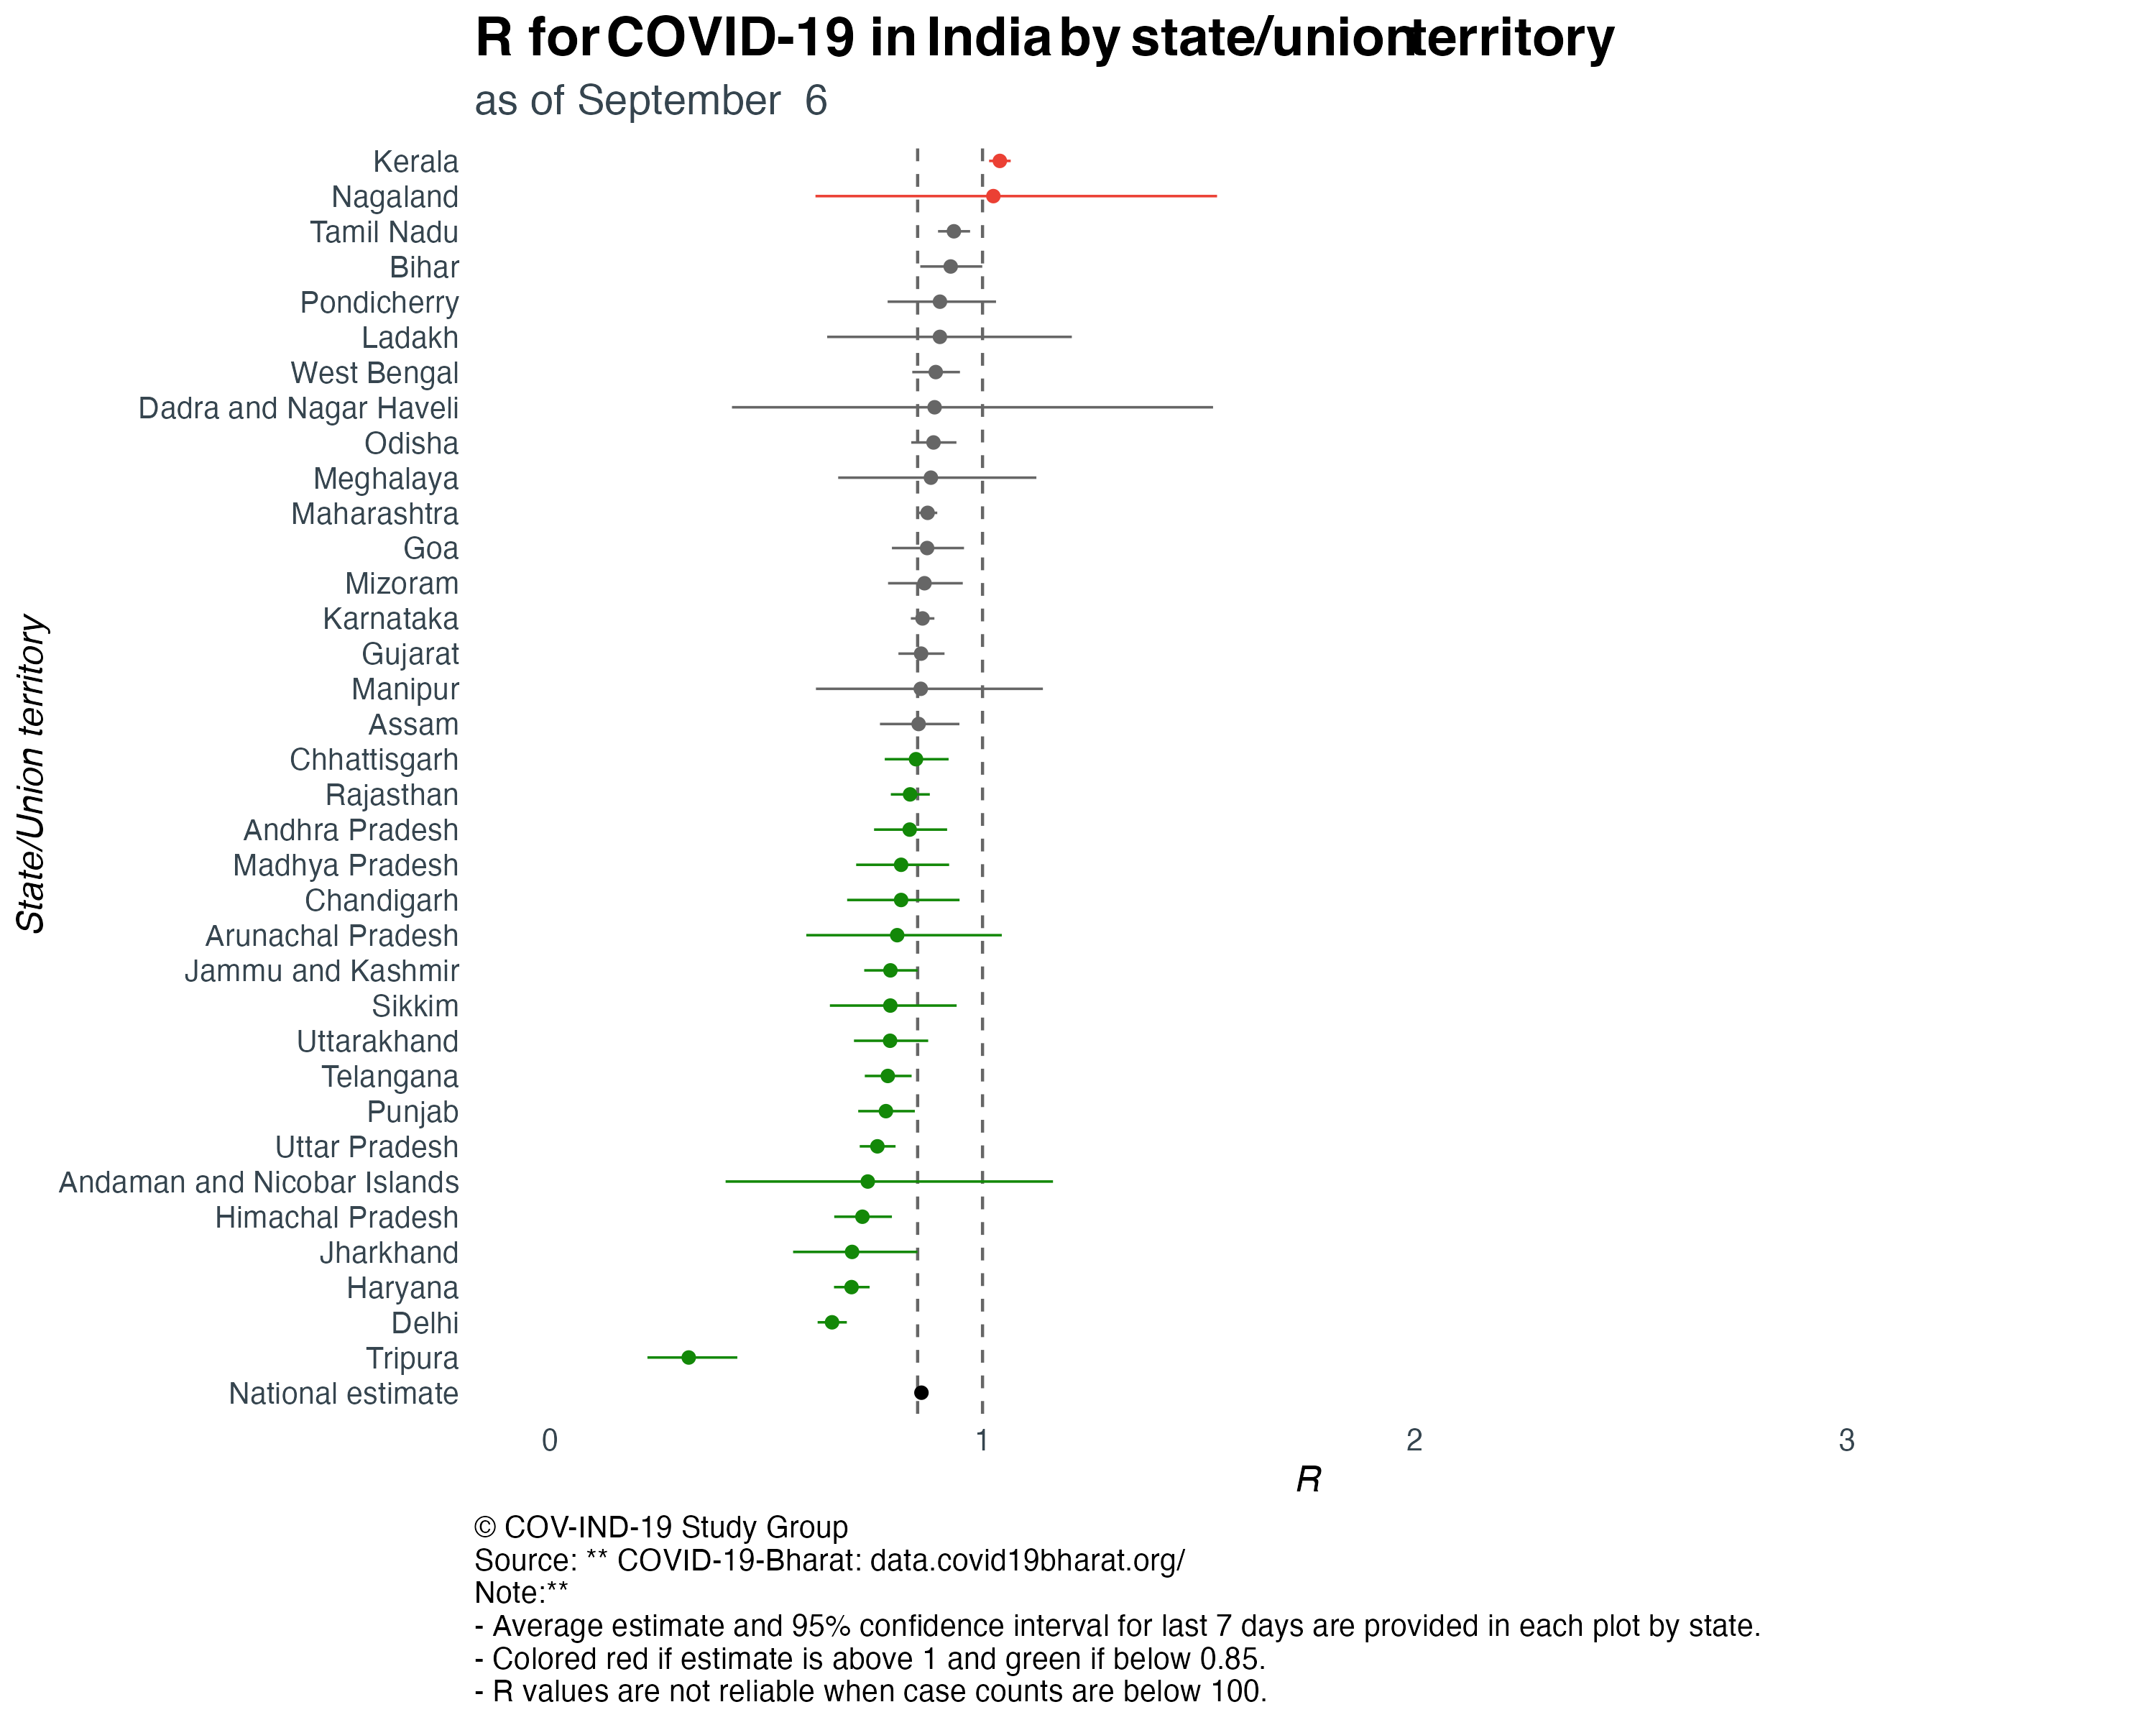 R for COVID-19 in India by state/union territory
as of September 6
State/Union territory
Kerala
Nagaland
Tamil Nadu
Bihar
Pondicherry
Ladakh
West Bengal
Dadra and Nagar Haveli
Odisha
Meghalaya
Maharashtra
Goa
Mizoram
Karnataka
Gujarat
Manipur
Assam
Chhattisgarh
Rajasthan
Andhra Pradesh
Madhya Pradesh
Chandigarh
Arunachal Pradesh
Jammu and Kashmir
Sikkim
Uttarakhand
Telangana
Punjab
Uttar Pradesh
Andaman and Nicobar Islands
Himachal Pradesh
Jharkhand
Haryana
Delhi
Tripura
National estimate
0 1 2 3
R
© COV-IND-19 Study Group
Source: ** COVID-19-Bharat: data.covid19bharat.org/
Note:**
- Average estimate and 95% confidence interval for last 7 days are provided in each plot by state.
- Colored red if estimate is above 1 and green if below 0.85.
- R values are not reliable when case counts are below 100.